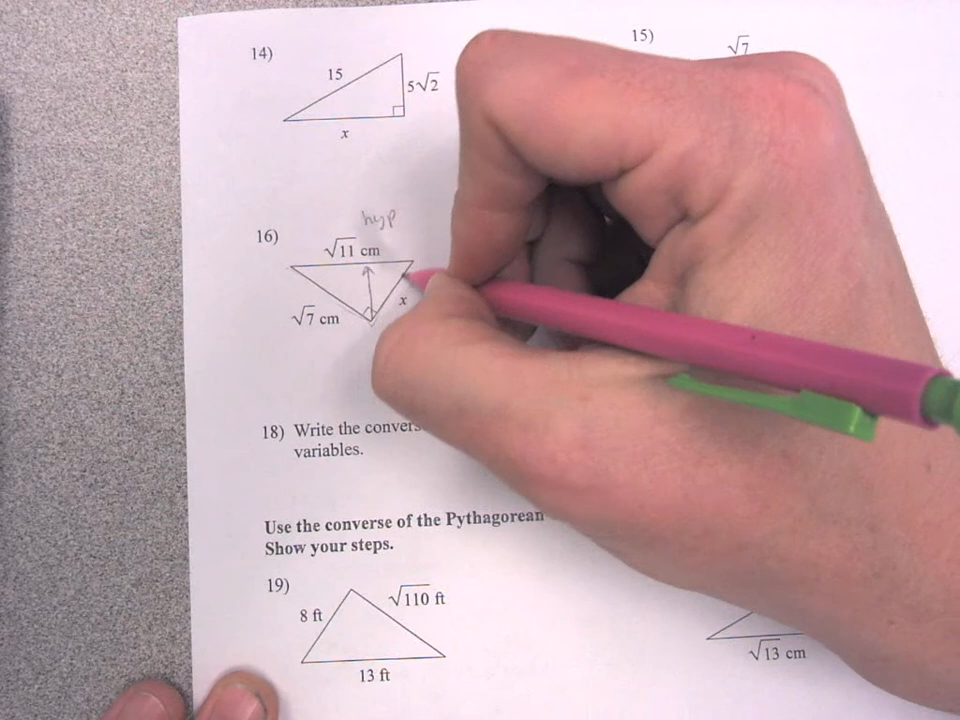 14)
15
5√2
x
15)
√7
hyp
16)
√11 cm
√7 cm
x
18) Write the convers
variables.
Use the converse of the Pythagorean
Show your steps.
19)
8 ft
√110 ft
13 ft
√13 cm